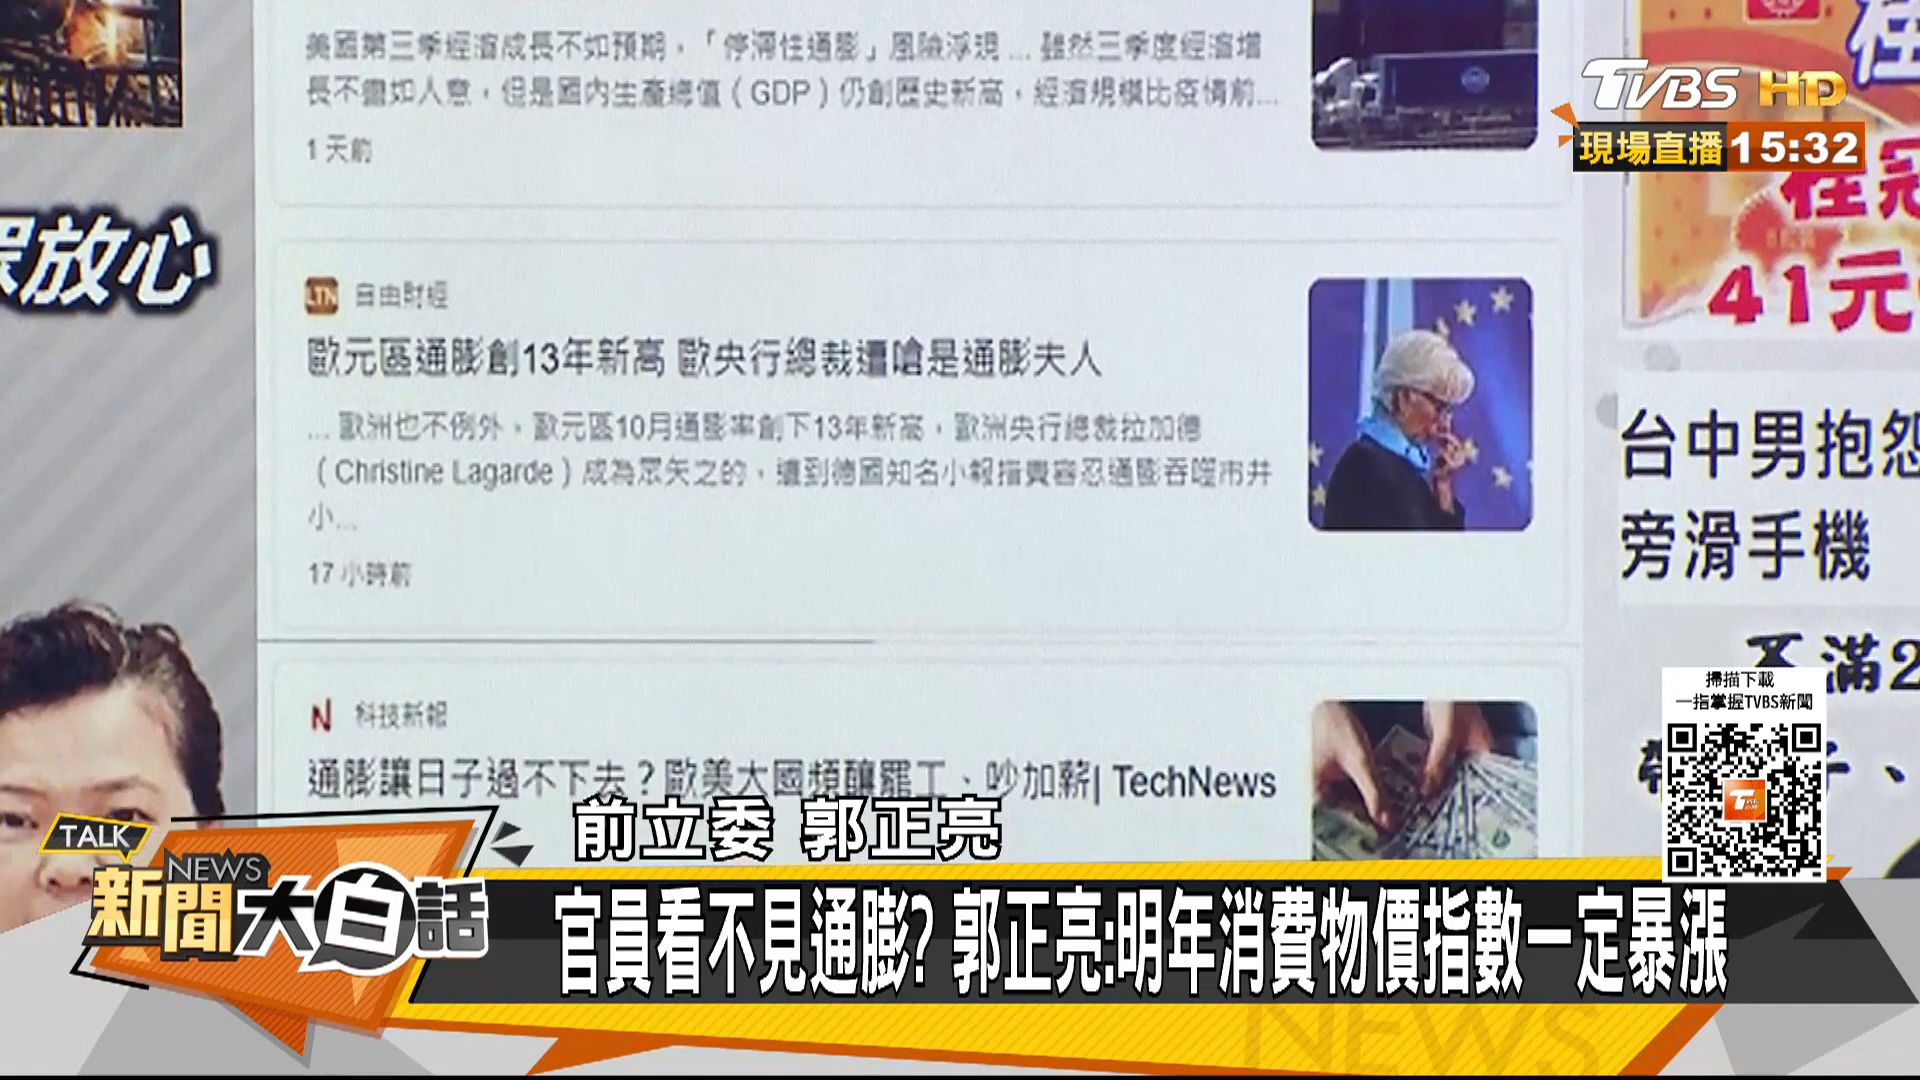 美國第三季經濟成長不如預期，「停滯性通膨」風險浮現 ... 雖然三季度經濟增
長不盡如人意，但是國內生產總值（GDP）仍創歷史新高，經濟規模比疫情前...
1 天前
TVBS HD
現場直播 15:32
桂冠
41元
保放心
LTN 自由財經
歐元區通膨創13年新高 歐央行總裁遭嗆是通膨夫人
... 歐洲也不例外，歐元區10月通膨率創下13年新高，歐洲央行總裁拉加德
（Christine Lagarde）成為眾矢之的，遭到德國知名小報指責容忍通膨吞噬市井
小...
17 小時前
台中男抱怨
旁滑手機
不滿2
N 科技新報
通膨讓日子過不下去？歐美大國頻釀罷工、吵加薪| TechNews
掃描下載
一指掌握TVBS新聞
前立委 郭正亮
TALK
NEWS
新聞大白話
官員看不見通膨? 郭正亮:明年消費物價指數一定暴漲
NEWS